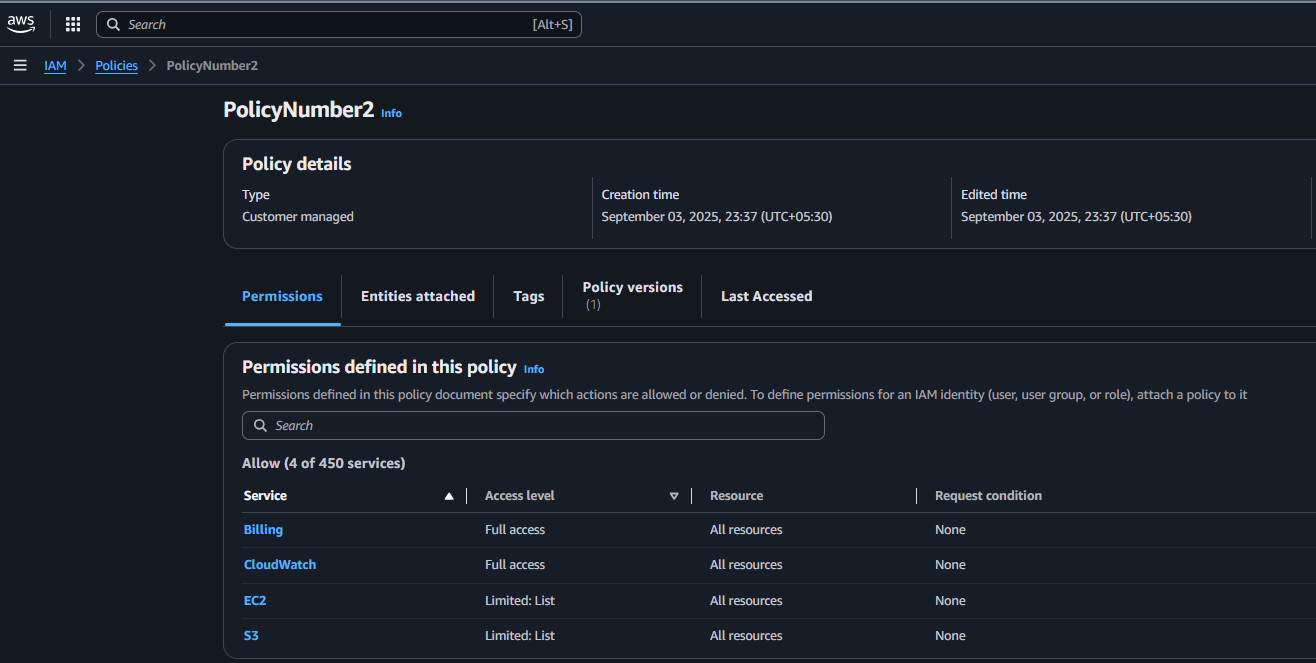 aws Search [Alt+S]
IAM > Policies > PolicyNumber2
PolicyNumber2 Info
Policy details
Type Creation time Edited time
Customer managed September 03, 2025, 23:37 (UTC+05:30) September 03, 2025, 23:37 (UTC+05:30)
Permissions Entities attached Tags Policy versions (1) Last Accessed
Permissions defined in this policy Info
Permissions defined in this policy document specify which actions are allowed or denied. To define permissions for an IAM identity (user, user group, or role), attach a policy to it
Search
Allow (4 of 450 services)
Service Access level Resource Request condition
Billing Full access All resources None
CloudWatch Full access All resources None
EC2 Limited: List All resources None
S3 Limited: List All resources None